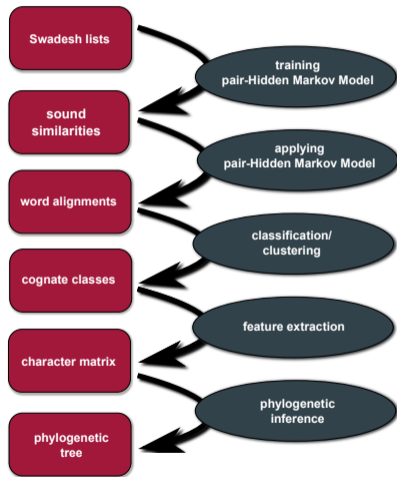 Swadesh lists
training
pair-Hidden Markov Model
sound
similarities
applying
pair-Hidden Markov Model
word alignments
classification/
clustering
cognate classes
feature extraction
character matrix
phylogenetic
inference
phylogenetic
tree